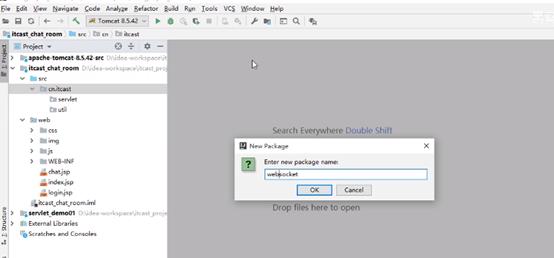 File Edit View Navigate Code Analyze Refactor Build Run Tools VCS Window Help
itcast_chat_room src cn itcast
Tomcat 8.5.42
1: Project
Project
apache-tomcat-8.5.42-src D:\idea-workspace\itcast_
itcast_chat_room D:\idea-workspace\itcast_proj
src
cn.itcast
servlet
util
web
css
img
js
WEB-INF
chat.jsp
index.jsp
login.jsp
itcast_chat_room.iml
servlet_demo01 D:\idea-workspace\itcast_projec
External Libraries
Scratches and Consoles
Structure
Search Everywhere Double Shift
New Package
Enter new package name:
websocket
OK Cancel
Drop files here to open